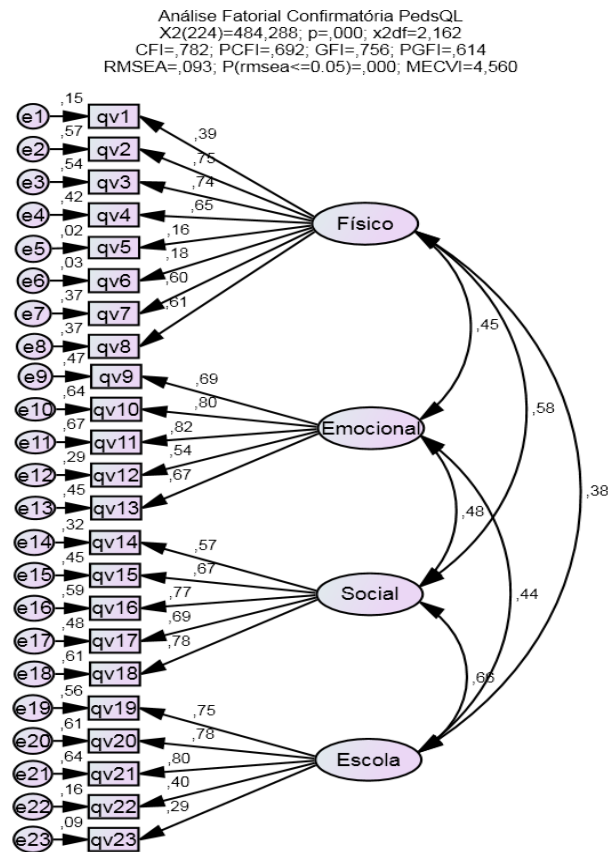 Análise Fatorial Confirmatória PedsQL
X2(224)=484,288; p=,000; x2df=2,162
CFI=,782; PCFI=,692; GFI=,756; PGFI=,614
RMSEA=,093; P(rmsea<=0.05)=,000; MECVI=4,560
e1 ,15 qv1 ,39
e2 ,57 qv2 ,75
e3 ,54 qv3 ,74
e4 ,42 qv4 ,65
Físico
e5 ,02 qv5 ,16
e6 ,03 qv6 ,18
e7 ,37 qv7 ,60
e8 ,37 qv8 ,61
,45
e9 ,47 qv9 ,69
e10 ,64 qv10 ,80
,58
e11 ,67 qv11 ,82
Emocional
e12 ,29 qv12 ,54
,38
e13 ,45 qv13 ,67
,48
e14 ,32 qv14 ,57
e15 ,45 qv15 ,67
e16 ,59 qv16 ,77
Social
,44
e17 ,48 qv17 ,69
e18 ,61 qv18 ,78
,66
e19 ,56 qv19 ,75
e20 ,61 qv20 ,78
e21 ,64 qv21 ,80
Escola
e22 ,16 qv22 ,40
e23 ,09 qv23 ,29